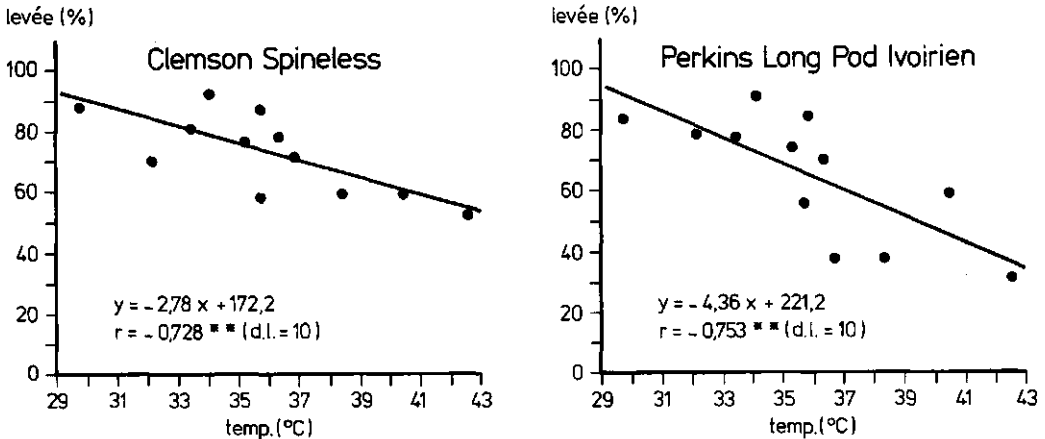 levée (%)
Clemson Spineless
100
80
60
40
20
0
y = -2,78 x + 172,2
r = -0,728 ** (d.l. = 10)
29 31 33 35 37 39 41 43
temp. (°C)
levée (%)
Perkins Long Pod Ivoirien
100
80
60
40
20
0
y = -4,36 x + 221,2
r = -0,753 ** (d.l. = 10)
29 31 33 35 37 39 41 43
temp. (°C)